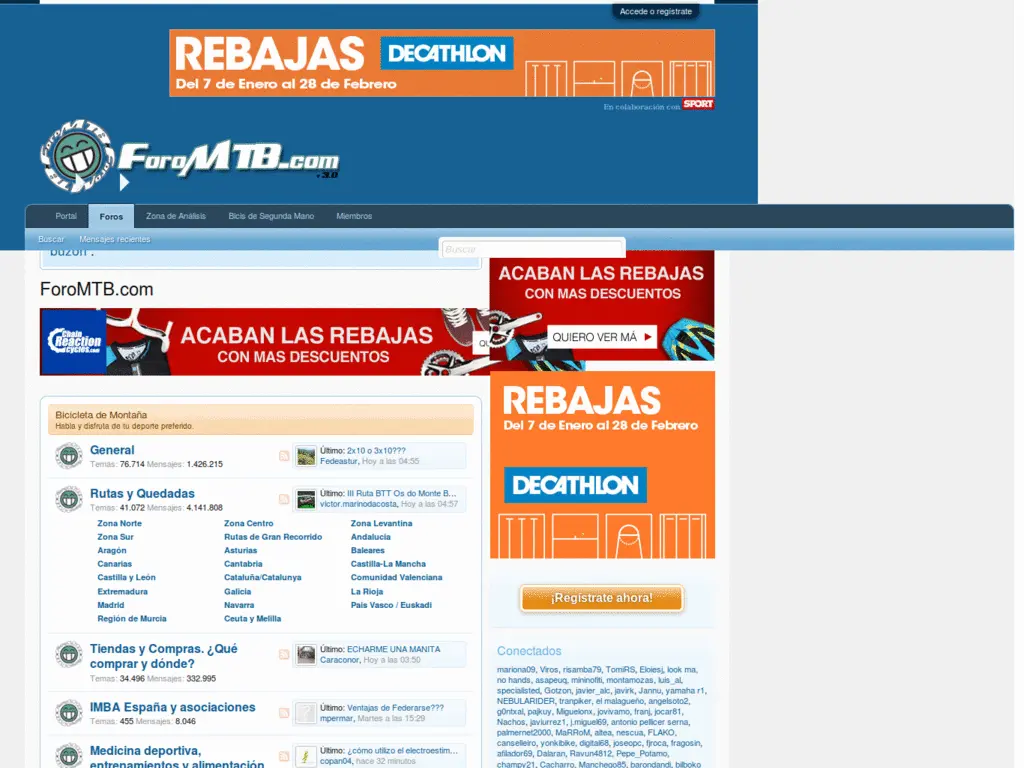 Accede o regístrate
REBAJAS DECATHLON
Del 7 de Enero al 28 de Febrero
En colaboración con SPORT
ForoMTB.com
v 3.0
Portal Foros Zona de Análisis Bicis de Segunda Mano Miembros
Buscar Mensajes recientes
Buscar
buzón".
ACABAN LAS REBAJAS
CON MAS DESCUENTOS
QUIERO VER MÁ
ForoMTB.com
Chain
Reaction
Cycles.com
ACABAN LAS REBAJAS
CON MAS DESCUENTOS
QU
REBAJAS
Del 7 de Enero al 28 de Febrero
DECATHLON
Bicicleta de Montaña
Habla y disfruta de tu deporte preferido.
General
Temas: 76.714 Mensajes: 1.426.215
Último: 2x10 o 3x10???
Fedeastur, Hoy a las 04:55
Rutas y Quedadas
Temas: 41.072 Mensajes: 4.141.808
Último: III Ruta BTT Os do Monte B...
victor.marinodacosta, Hoy a las 04:57
Zona Norte Zona Centro Zona Levantina
Zona Sur Rutas de Gran Recorrido Andalucia
Aragón Asturias Baleares
Canarias Cantabria Castilla-La Mancha
Castilla y León Cataluña/Catalunya Comunidad Valenciana
Extremadura Galicia La Rioja
Madrid Navarra Pais Vasco / Euskadi
Región de Murcia Ceuta y Melilla
Tiendas y Compras. ¿Qué
comprar y dónde?
Temas: 34.496 Mensajes: 332.995
Último: ECHARME UNA MANITA
Caraconor, Hoy a las 03:50
IMBA España y asociaciones
Temas: 455 Mensajes: 8.046
Último: Ventajas de Federarse???
mpermar, Martes a las 15:29
Medicina deportiva,
entrenamientos y alimentación
Último: ¿cómo utilizo el electroestim...
copan04, hace 32 minutos
¡Regístrate ahora!
Conectados
mariona09, Viros, risamba79, TomiRS, Eloiesj, look ma,
no hands, asapeuq, mininofiti, montamozas, luis_al,
specialisted, Gotzon, javier_alc, javirk, Jannu, yamaha r1,
NEBULARIDER, tranpiker, el malagueño, angelsoto2,
g0ntxal, pajkuy, Miguelonx, jovivamo, franj, jocar81,
Nachos, javiurrez1, j.miguel69, antonio pellicer serna,
palmernet2000, MaRRoM, altea, nescua, FLAKO,
canselleiro, yonkibike, digital68, joseopc, fjroca, fragosin,
afilador69, Dalaran, Ravun4812, Pepe_Potamo,
champy21, Cacharro, Manchego85, barondandi, bilboko